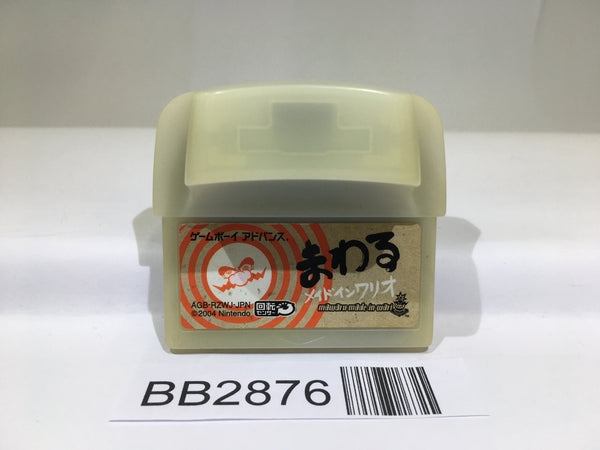 ゲームボーイ アドバンス.
まわる
メイドインワリオ
mawaru made in wario
AGB-RZWJ-JPN
©2004 Nintendo
回転
センサー
BB2876